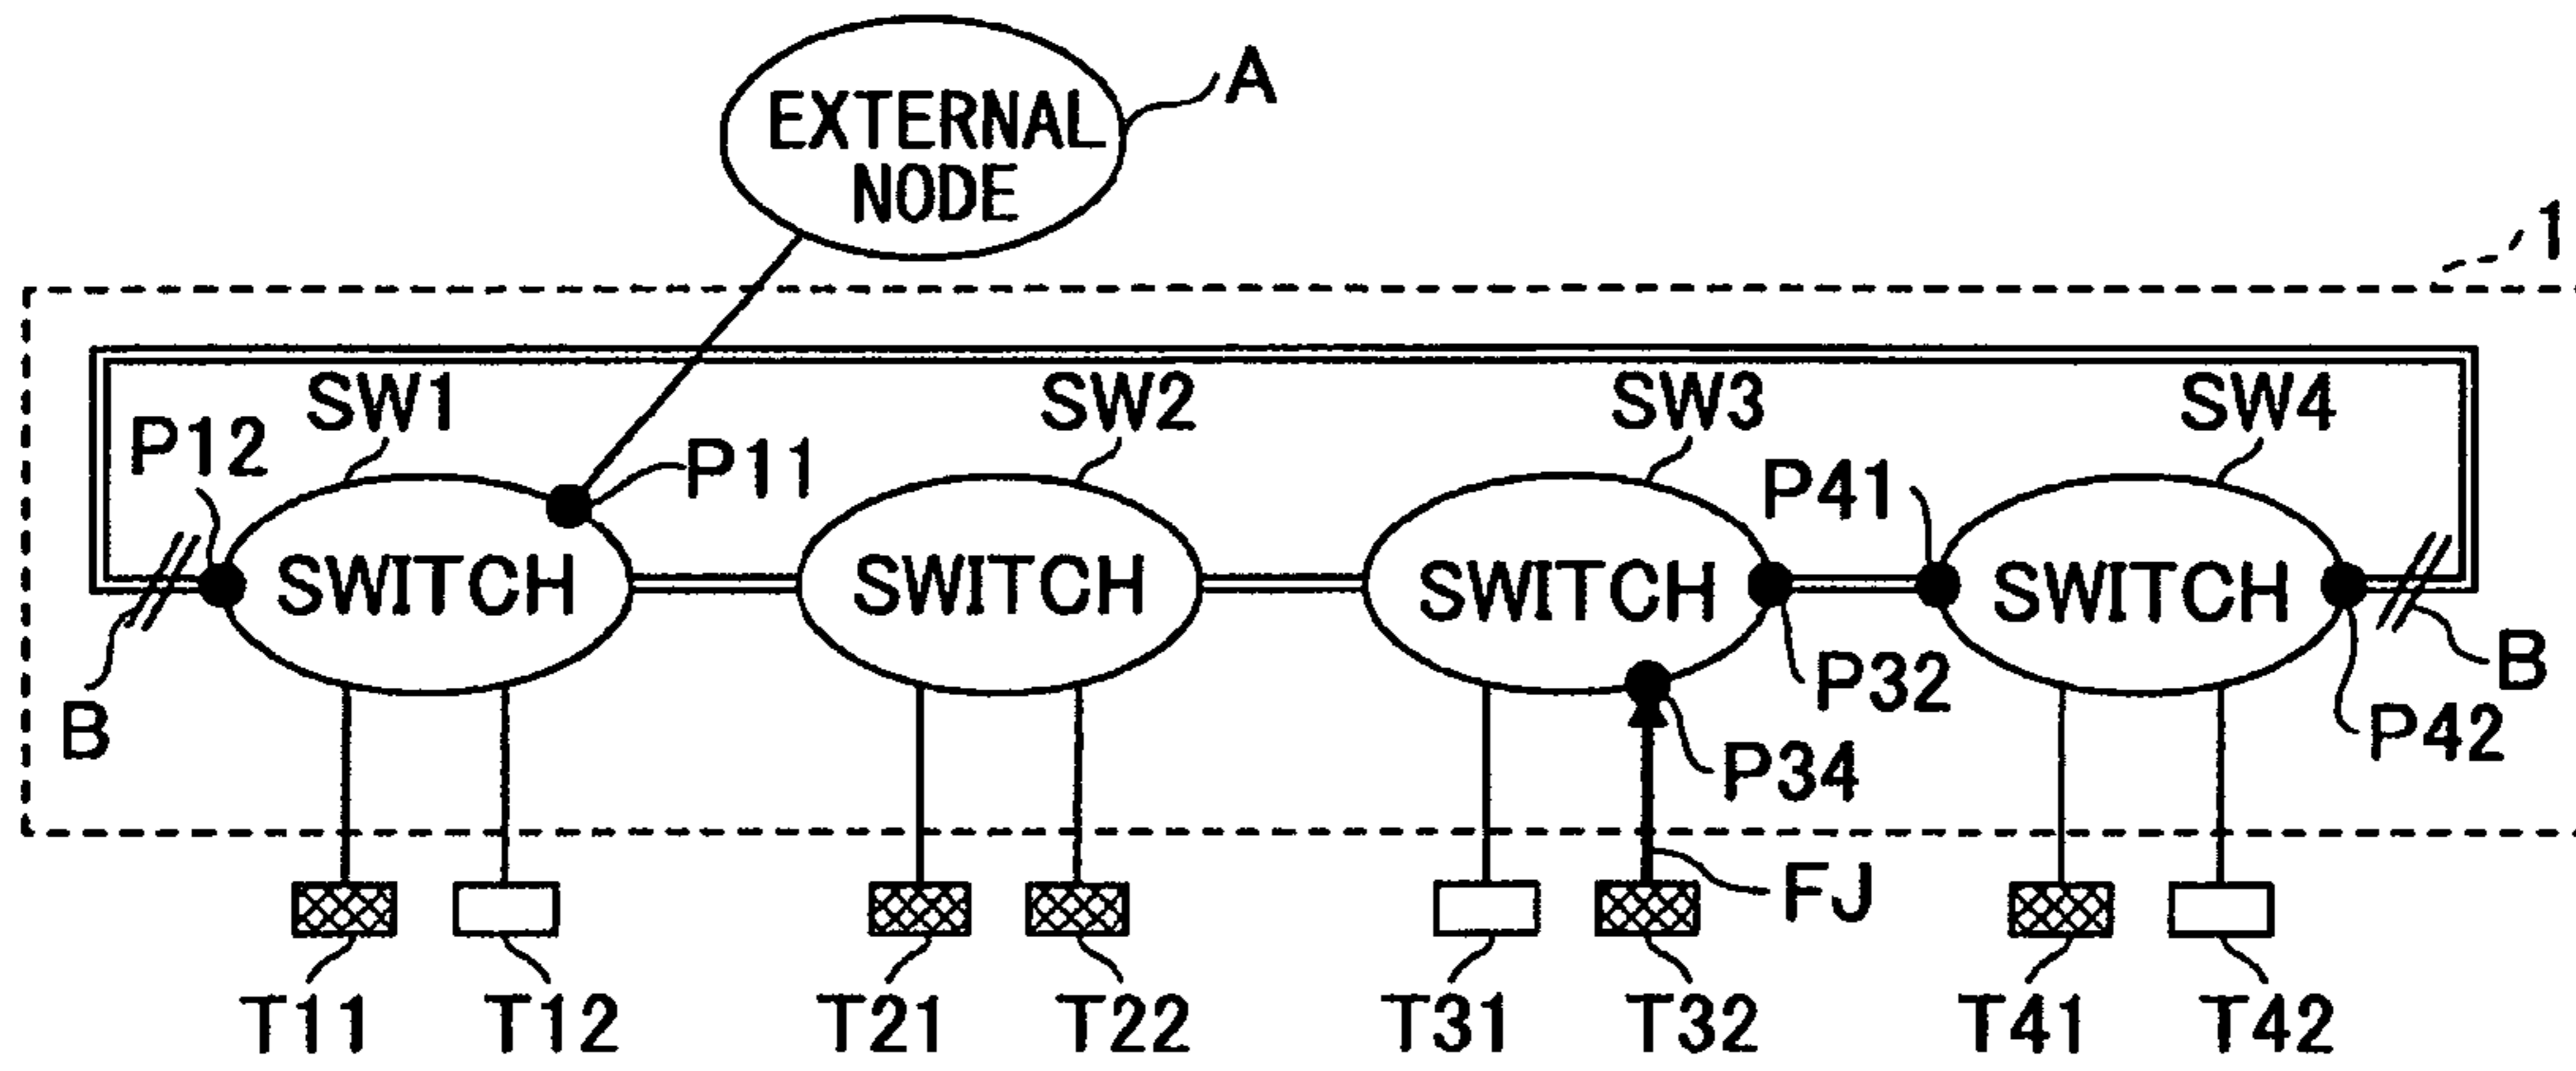 EXTERNAL
NODE
A
1
SW1
SW2
SW3
SW4
P12
P11
P41
SWITCH
SWITCH
SWITCH
SWITCH
B
P32
P34
B
P42
FJ
T11
T12
T21
T22
T31
T32
T41
T42